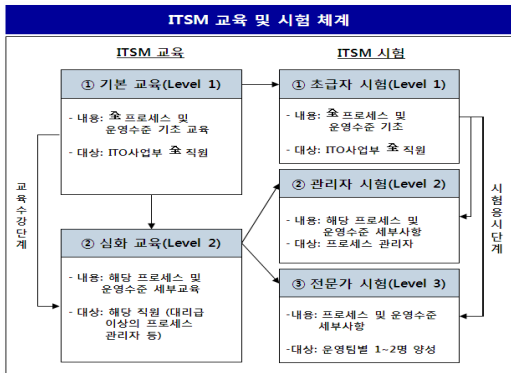 ITSM 교육 및 시험 체계
ITSM 교육
① 기본 교육(Level 1)
- 내용: 全 프로세스 및
운영수준 기초 교육
- 대상: ITO사업부 全 직원
② 심화 교육(Level 2)
- 내용: 해당 프로세스 및
운영수준 세부교육
- 대상: 해당 직원 (대리급
이상의 프로세스
관리자 등)
교육수강단계
ITSM 시험
① 초급자 시험(Level 1)
- 내용: 全 프로세스 및
운영수준 기초
- 대상: ITO사업부 全 직원
② 관리자 시험(Level 2)
- 내용: 해당 프로세스 및
운영수준 세부사항
- 대상: 프로세스 관리자
③ 전문가 시험(Level 3)
- 내용: 프로세스 및 운영수준
세부사항
-대상: 운영팀별 1~2명 양성
시험응시단계